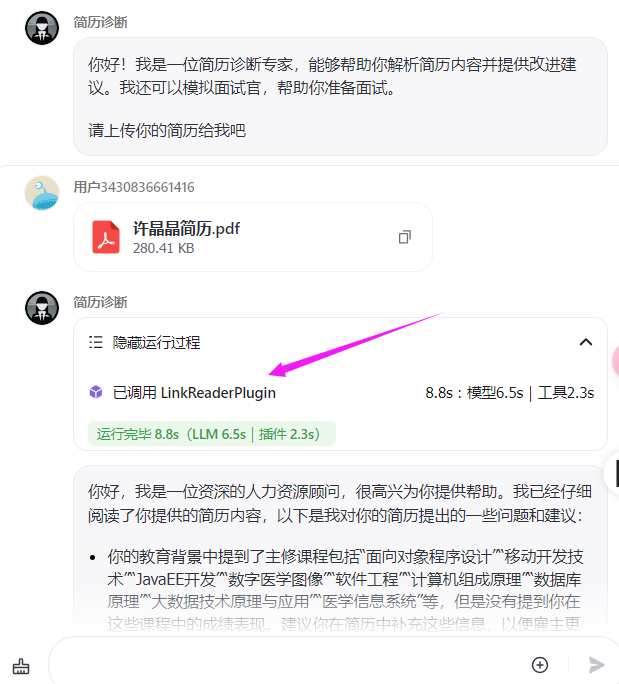 简历诊断
你好！我是一位简历诊断专家，能够帮助你解析简历内容并提供改进建
议。我还可以模拟面试官，帮助你准备面试。
请上传你的简历给我吧
用户3430836661416
许晶晶简历.pdf
280.41 KB
简历诊断
隐藏运行过程
已调用 LinkReaderPlugin
8.8s：模型6.5s | 工具2.3s
运行完毕 8.8s（LLM 6.5s | 插件 2.3s）
你好，我是一位资深的人力资源顾问，很高兴为你提供帮助。我已经仔细
阅读了你提供的简历内容，以下是我对你的简历提出的一些问题和建议：
• 你的教育背景中提到了主修课程包括“面向对象程序设计”“移动开发技
术”“JavaEE开发”“数字医学图像”“软件工程”“计算机组成原理”“数据库
原理”“大数据技术原理与应用”“医学信息系统”等，但是没有提到你在
这些课程中的成绩表现。建议你在简历中补充这些信息，以便雇主更